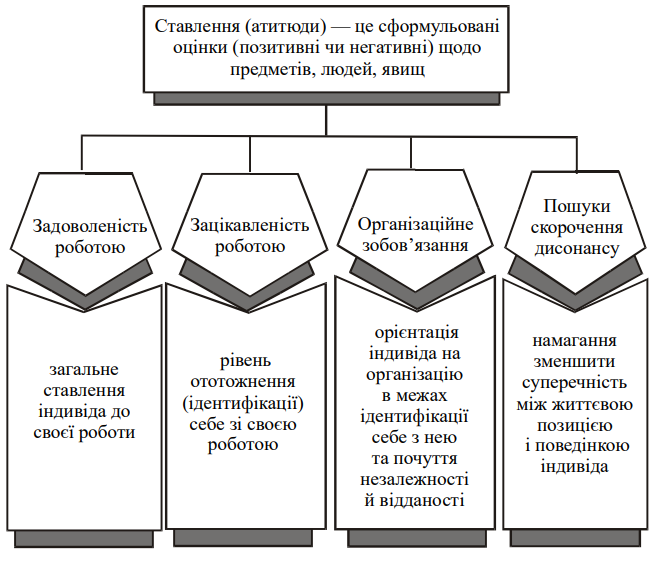 Ставлення (атитюди) — це сформульовані
оцінки (позитивні чи негативні) щодо
предметів, людей, явищ
Задоволеність
роботою
Зацікавленість
роботою
Організаційне
зобов’язання
Пошуки
скорочення
дисонансу
загальне
ставлення
індивіда до
своєї роботи
рівень
ототожнення
(ідентифікації)
себе зі своєю
роботою
орієнтація
індивіда на
організацію
в межах
ідентифікації
себе з нею
та почуття
незалежності
й відданості
намагання
зменшити
суперечність
між життєвою
позицією
і поведінкою
індивіда